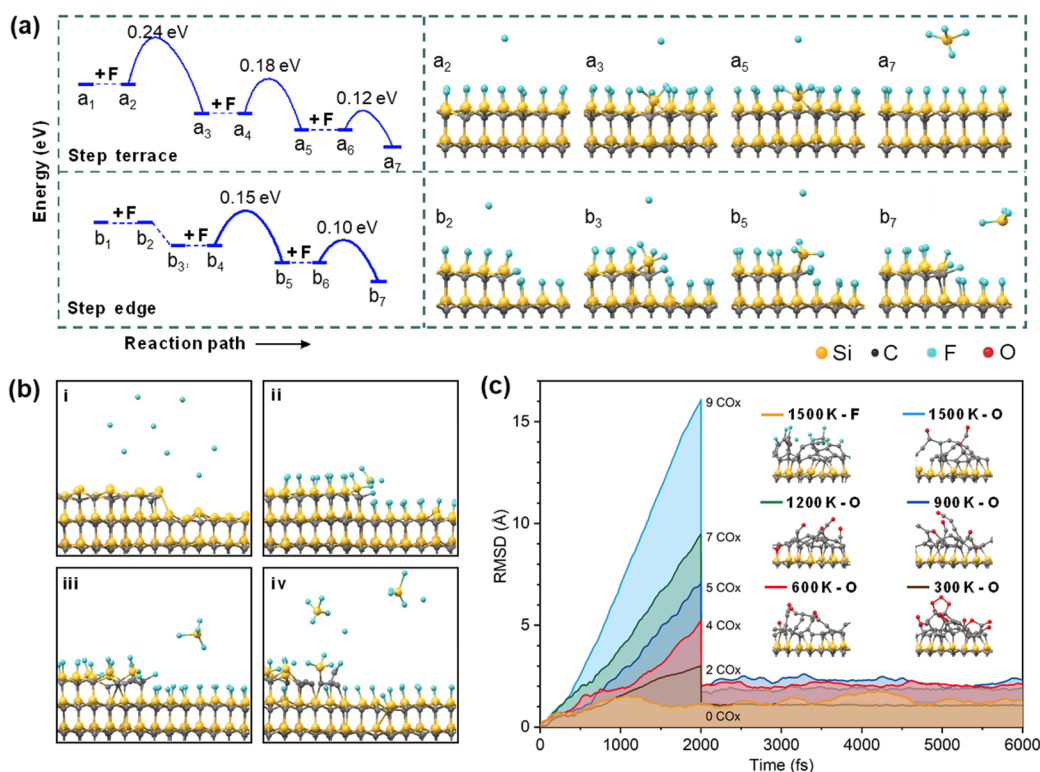 (a)
Energy (eV)
0.24 eV
+ F
a1
a2
0.18 eV
+ F
a3
a4
0.12 eV
+ F
a5
a6
a7
Step terrace
+ F
b1
b2
0.15 eV
+ F
b3:
b4
0.10 eV
+ F
b5
b6
b7
Step edge
Reaction path
a2
a3
a5
a7
b2
b3
b5
b7
Si C F O
(b)
i
ii
iii
iv
(c)
RMSD (Å)
15
10
5
0
0 1000 2000 3000 4000 5000 6000
Time (fs)
9 COx
7 COx
5 COx
4 COx
2 COx
0 COx
1500 K - F
1500 K - O
1200 K - O
900 K - O
600 K - O
300 K - O